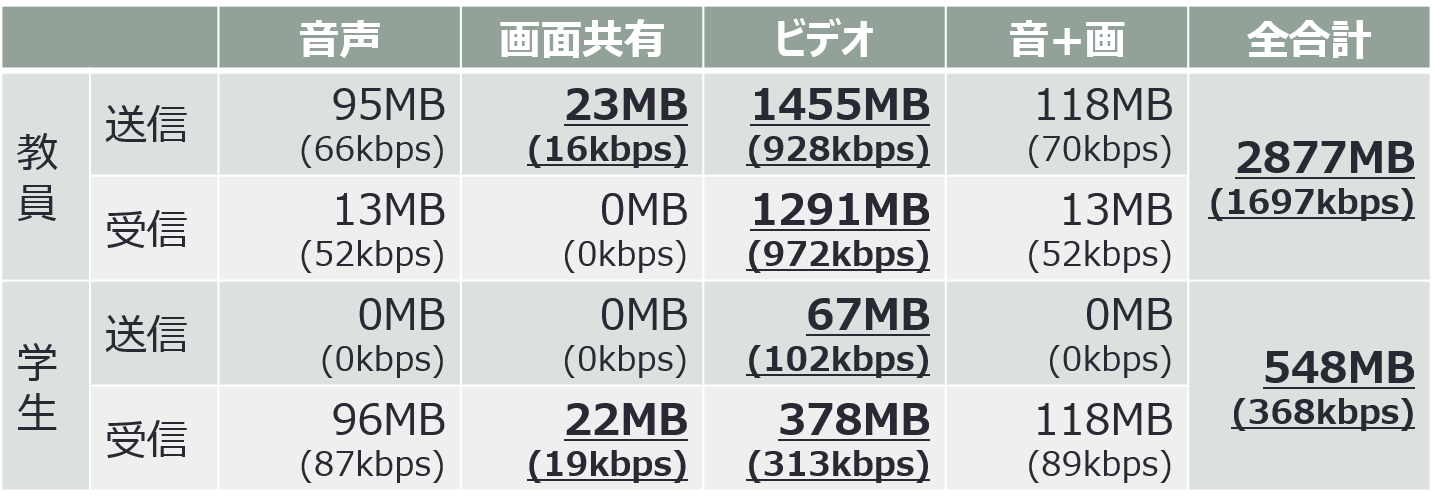 音声 画面共有 ビデオ 音+画 全合計
教員
送信 95MB 23MB 1455MB 118MB
(66kbps) (16kbps) (928kbps) (70kbps)
2877MB
(1697kbps)
受信 13MB 0MB 1291MB 13MB
(52kbps) (0kbps) (972kbps) (52kbps)
学生
送信 0MB 0MB 67MB 0MB
(0kbps) (0kbps) (102kbps) (0kbps)
548MB
(368kbps)
受信 96MB 22MB 378MB 118MB
(87kbps) (19kbps) (313kbps) (89kbps)